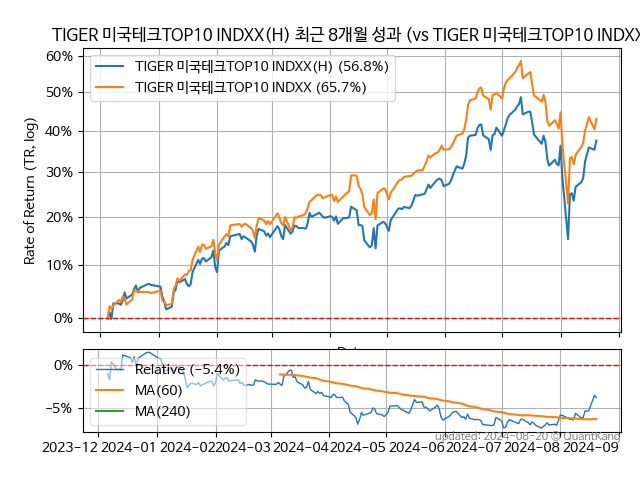 TIGER 미국테크TOP10 INDXX(H) 최근 8개월 성과 (vs TIGER 미국테크TOP10 INDXX
Rate of Return (TR, log)
60%
50%
40%
30%
20%
10%
0%
TIGER 미국테크TOP10 INDXX(H) (56.8%)
TIGER 미국테크TOP10 INDXX (65.7%)
0%
−5%
Relative (−5.4%)
MA(60)
MA(240)
updated: 2024-08-20 © QuantKang
2023-12 2024-01 2024-02 2024-03 2024-04 2024-05 2024-06 2024-07 2024-08 2024-09